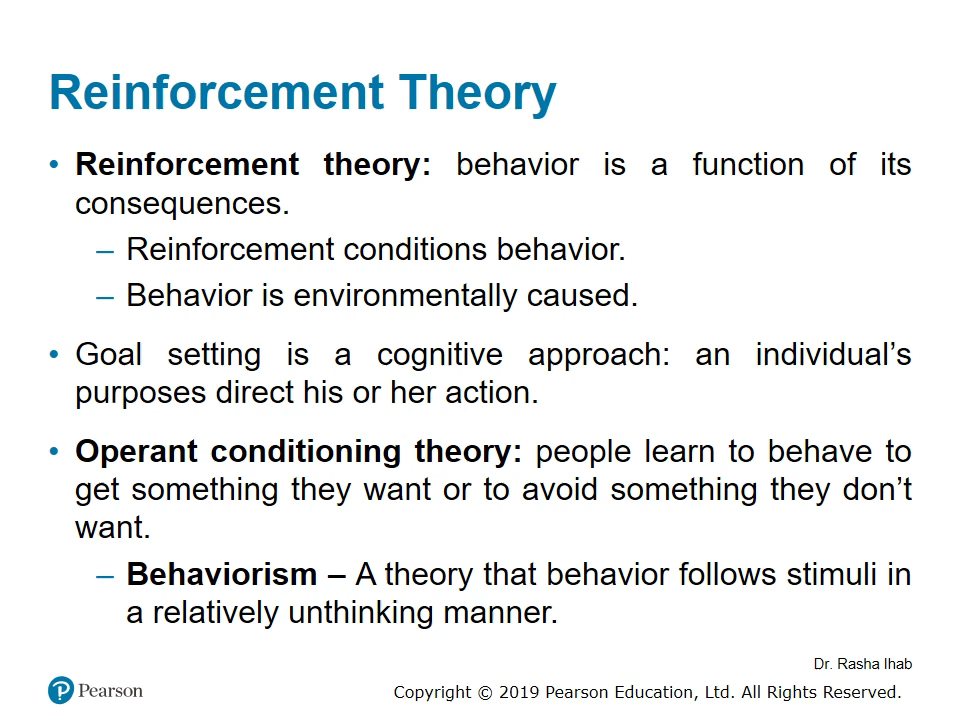 Reinforcement Theory
• Reinforcement theory: behavior is a function of its
consequences.
– Reinforcement conditions behavior.
– Behavior is environmentally caused.
• Goal setting is a cognitive approach: an individual’s
purposes direct his or her action.
• Operant conditioning theory: people learn to behave to
get something they want or to avoid something they don’t
want.
– Behaviorism – A theory that behavior follows stimuli in
a relatively unthinking manner.
Dr. Rasha Ihab
Pearson
Copyright © 2019 Pearson Education, Ltd. All Rights Reserved.